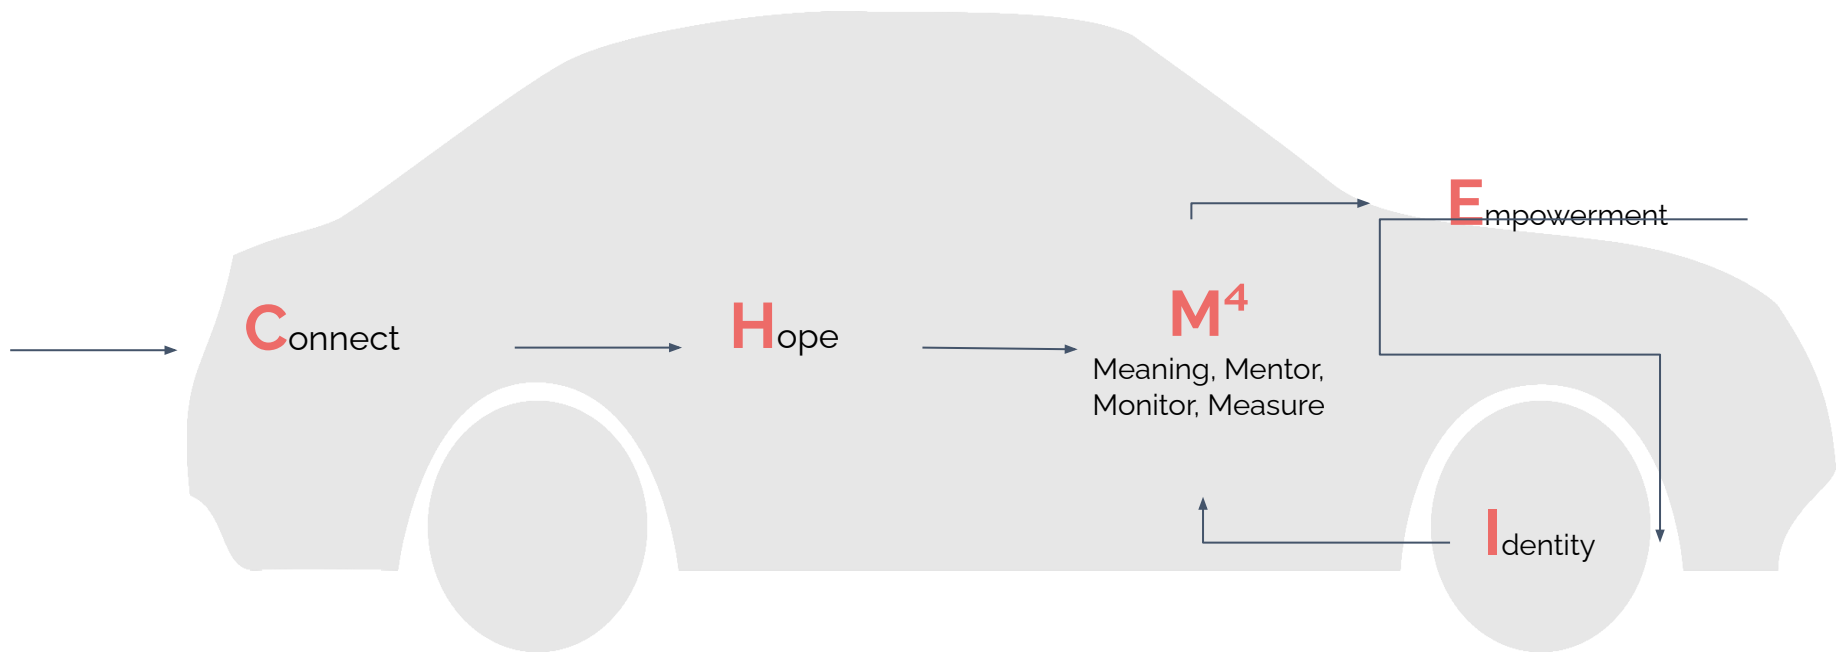 Empowerment
Connect
Hope
M⁴
Meaning, Mentor,
Monitor, Measure
Identity